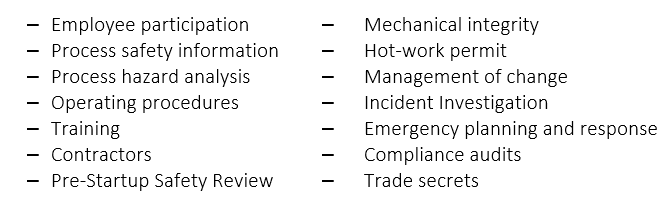 – Employee participation
– Process safety information
– Process hazard analysis
– Operating procedures
– Training
– Contractors
– Pre-Startup Safety Review
– Mechanical integrity
– Hot-work permit
– Management of change
– Incident Investigation
– Emergency planning and response
– Compliance audits
– Trade secrets